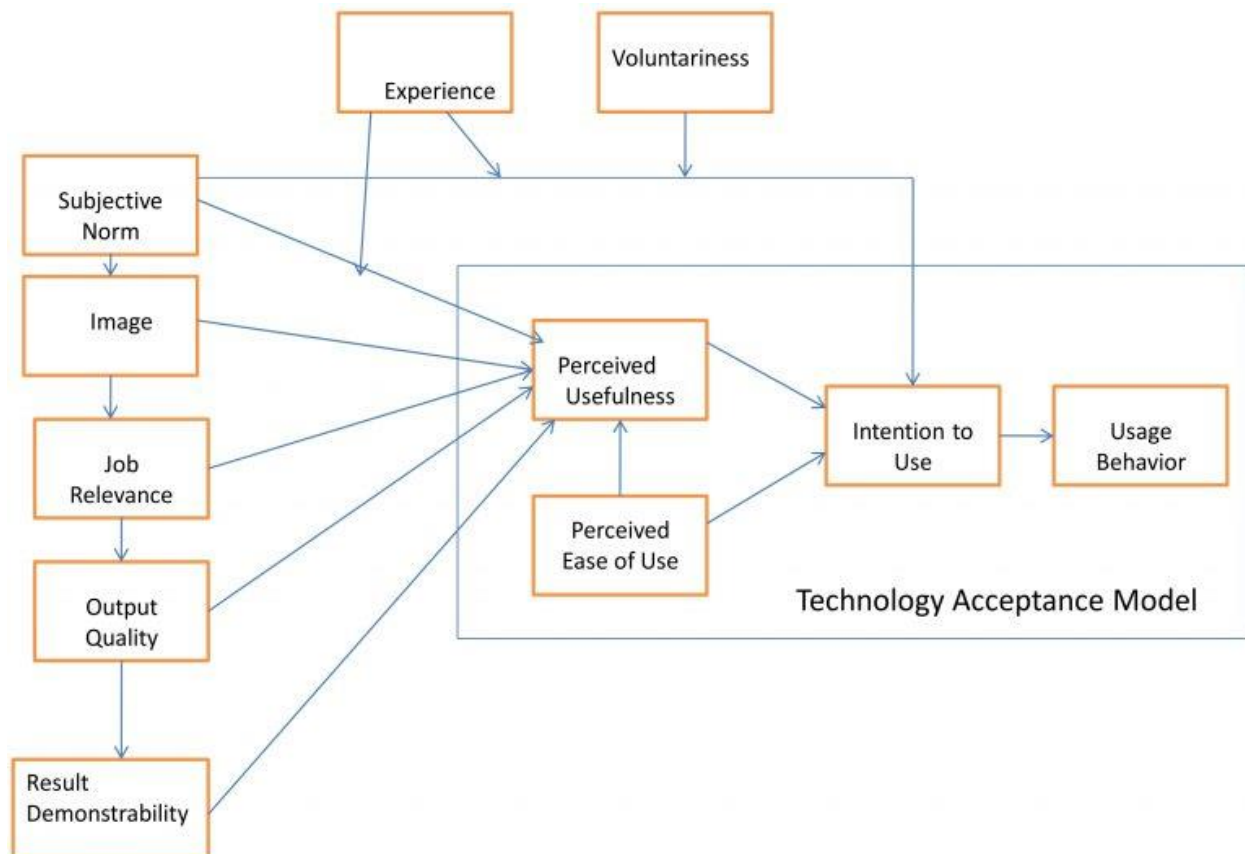 Experience
Voluntariness
Subjective
Norm
Image
Job
Relevance
Output
Quality
Result
Demonstrability
Perceived
Usefulness
Perceived
Ease of Use
Intention to
Use
Usage
Behavior
Technology Acceptance Model